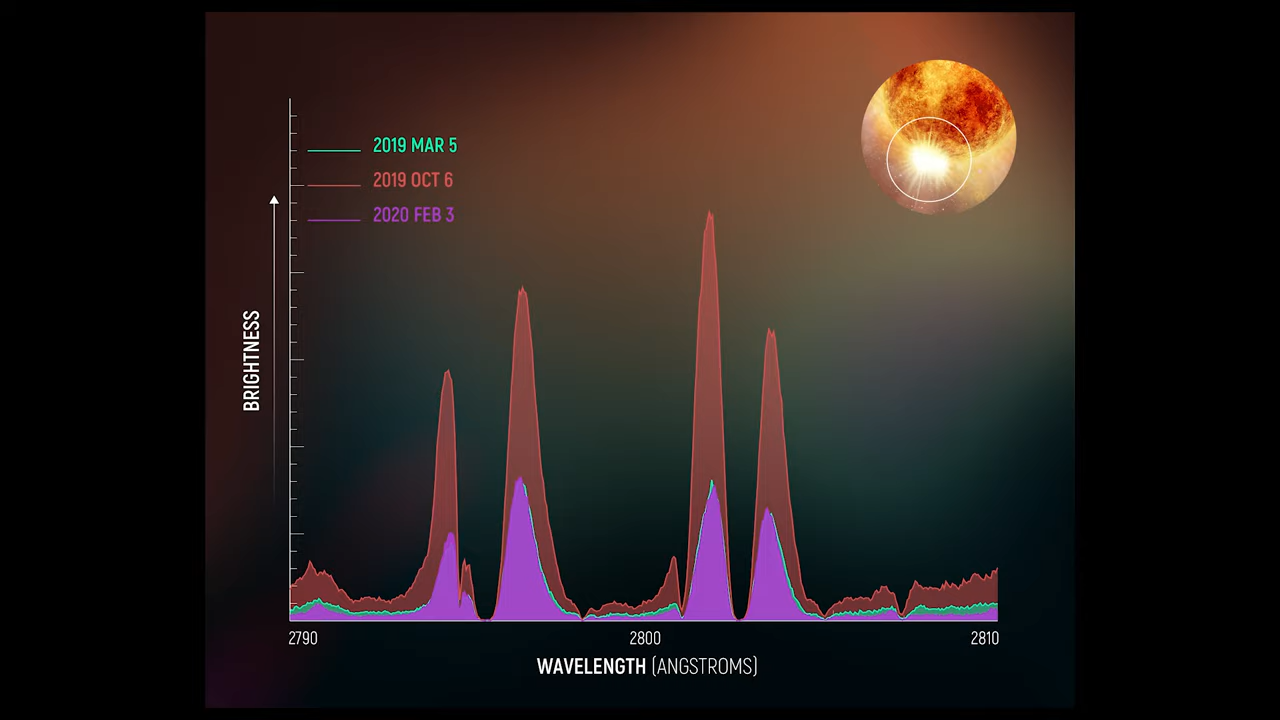 2019 MAR 5
2019 OCT 6
2020 FEB 3
BRIGHTNESS
2790 2800 2810
WAVELENGTH (ANGSTROMS)